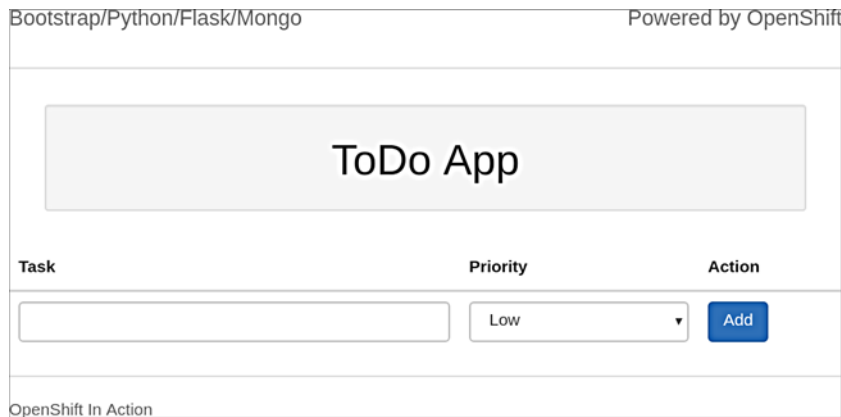 Bootstrap/Python/Flask/Mongo Powered by OpenShift
ToDo App
Task Priority Action
Low Add
OpenShift In Action